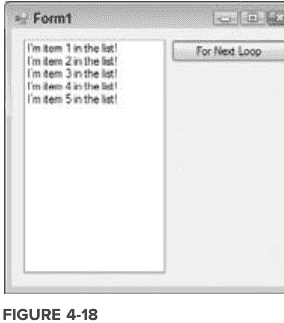 Form1
I'm item 1 in the list!
I'm item 2 in the list!
I'm item 3 in the list!
I'm item 4 in the list!
I'm item 5 in the list!
For Next Loop
FIGURE 4-18